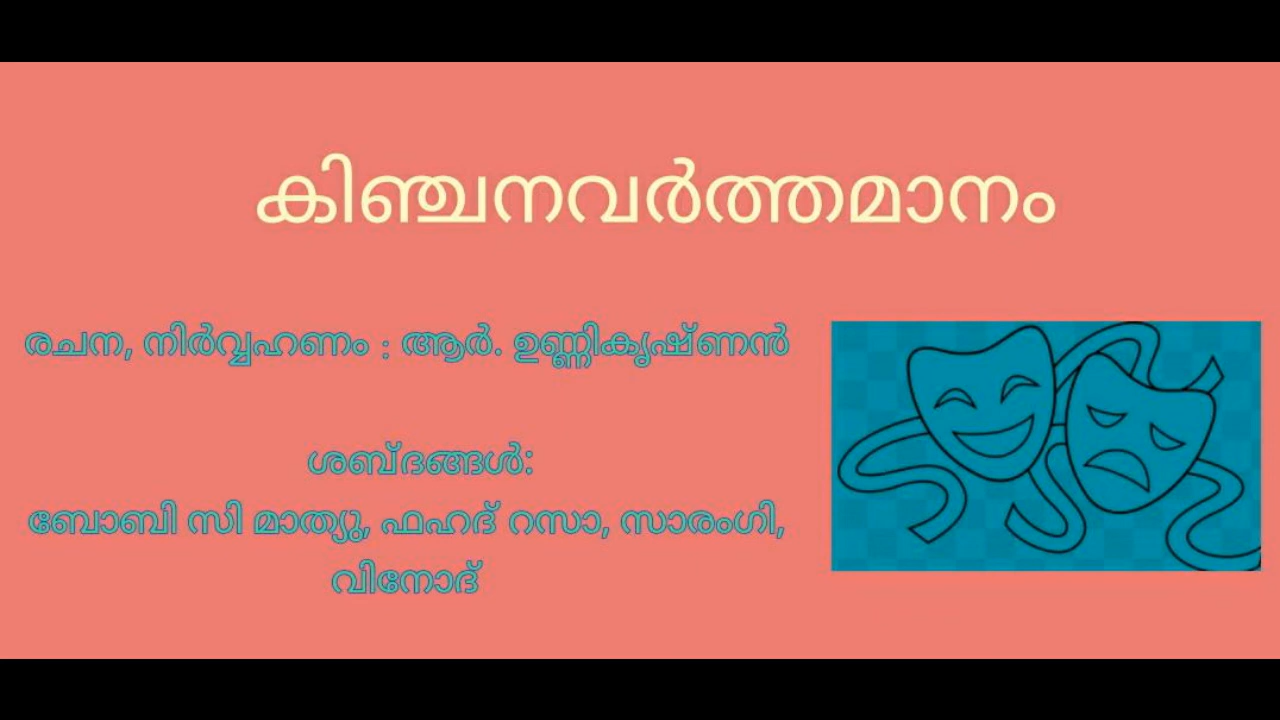 കിഞ്ചനവർത്തമാനം
രചന, നിർവ്വഹണം : ആർ. ഉണ്ണികൃഷ്ണൻ
ശബ്ദങ്ങൾ:
ബോബി സി മാത്യു, ഫഹദ് റസാ, സാരംഗി,
വിനോദ്